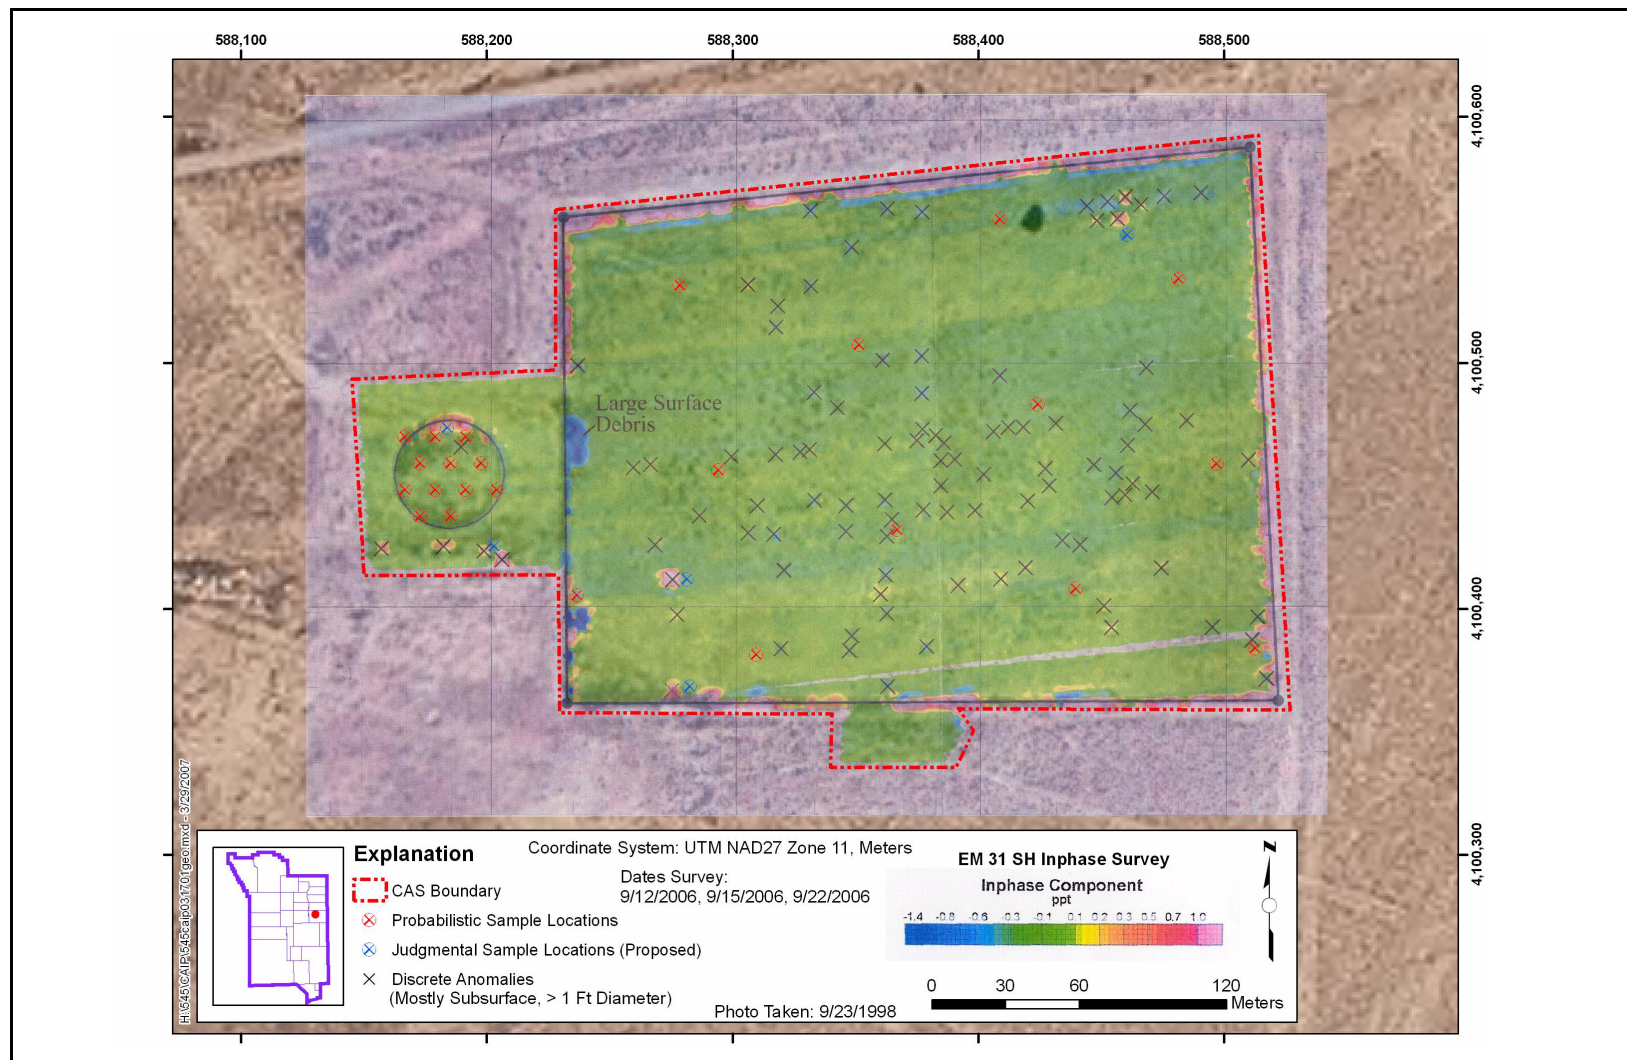 588,100 588,200 588,300 588,400 588,500
4,100,600
4,100,500
4,100,400
4,100,300
Large Surface
Debris
H:\545\CAIP\545caip031701geo.mxd - 3/29/2007
Explanation
CAS Boundary
Probabilistic Sample Locations
Judgmental Sample Locations (Proposed)
Discrete Anomalies
(Mostly Subsurface, > 1 Ft Diameter)
Coordinate System: UTM NAD27 Zone 11, Meters
Dates Survey:
9/12/2006, 9/15/2006, 9/22/2006
Photo Taken: 9/23/1998
EM 31 SH Inphase Survey
Inphase Component
ppt
-1.4 -0.8 -0.6 -0.3 -0.1 0.1 0.2 0.3 0.5 0.7 1.0
N
0 30 60 120
Meters